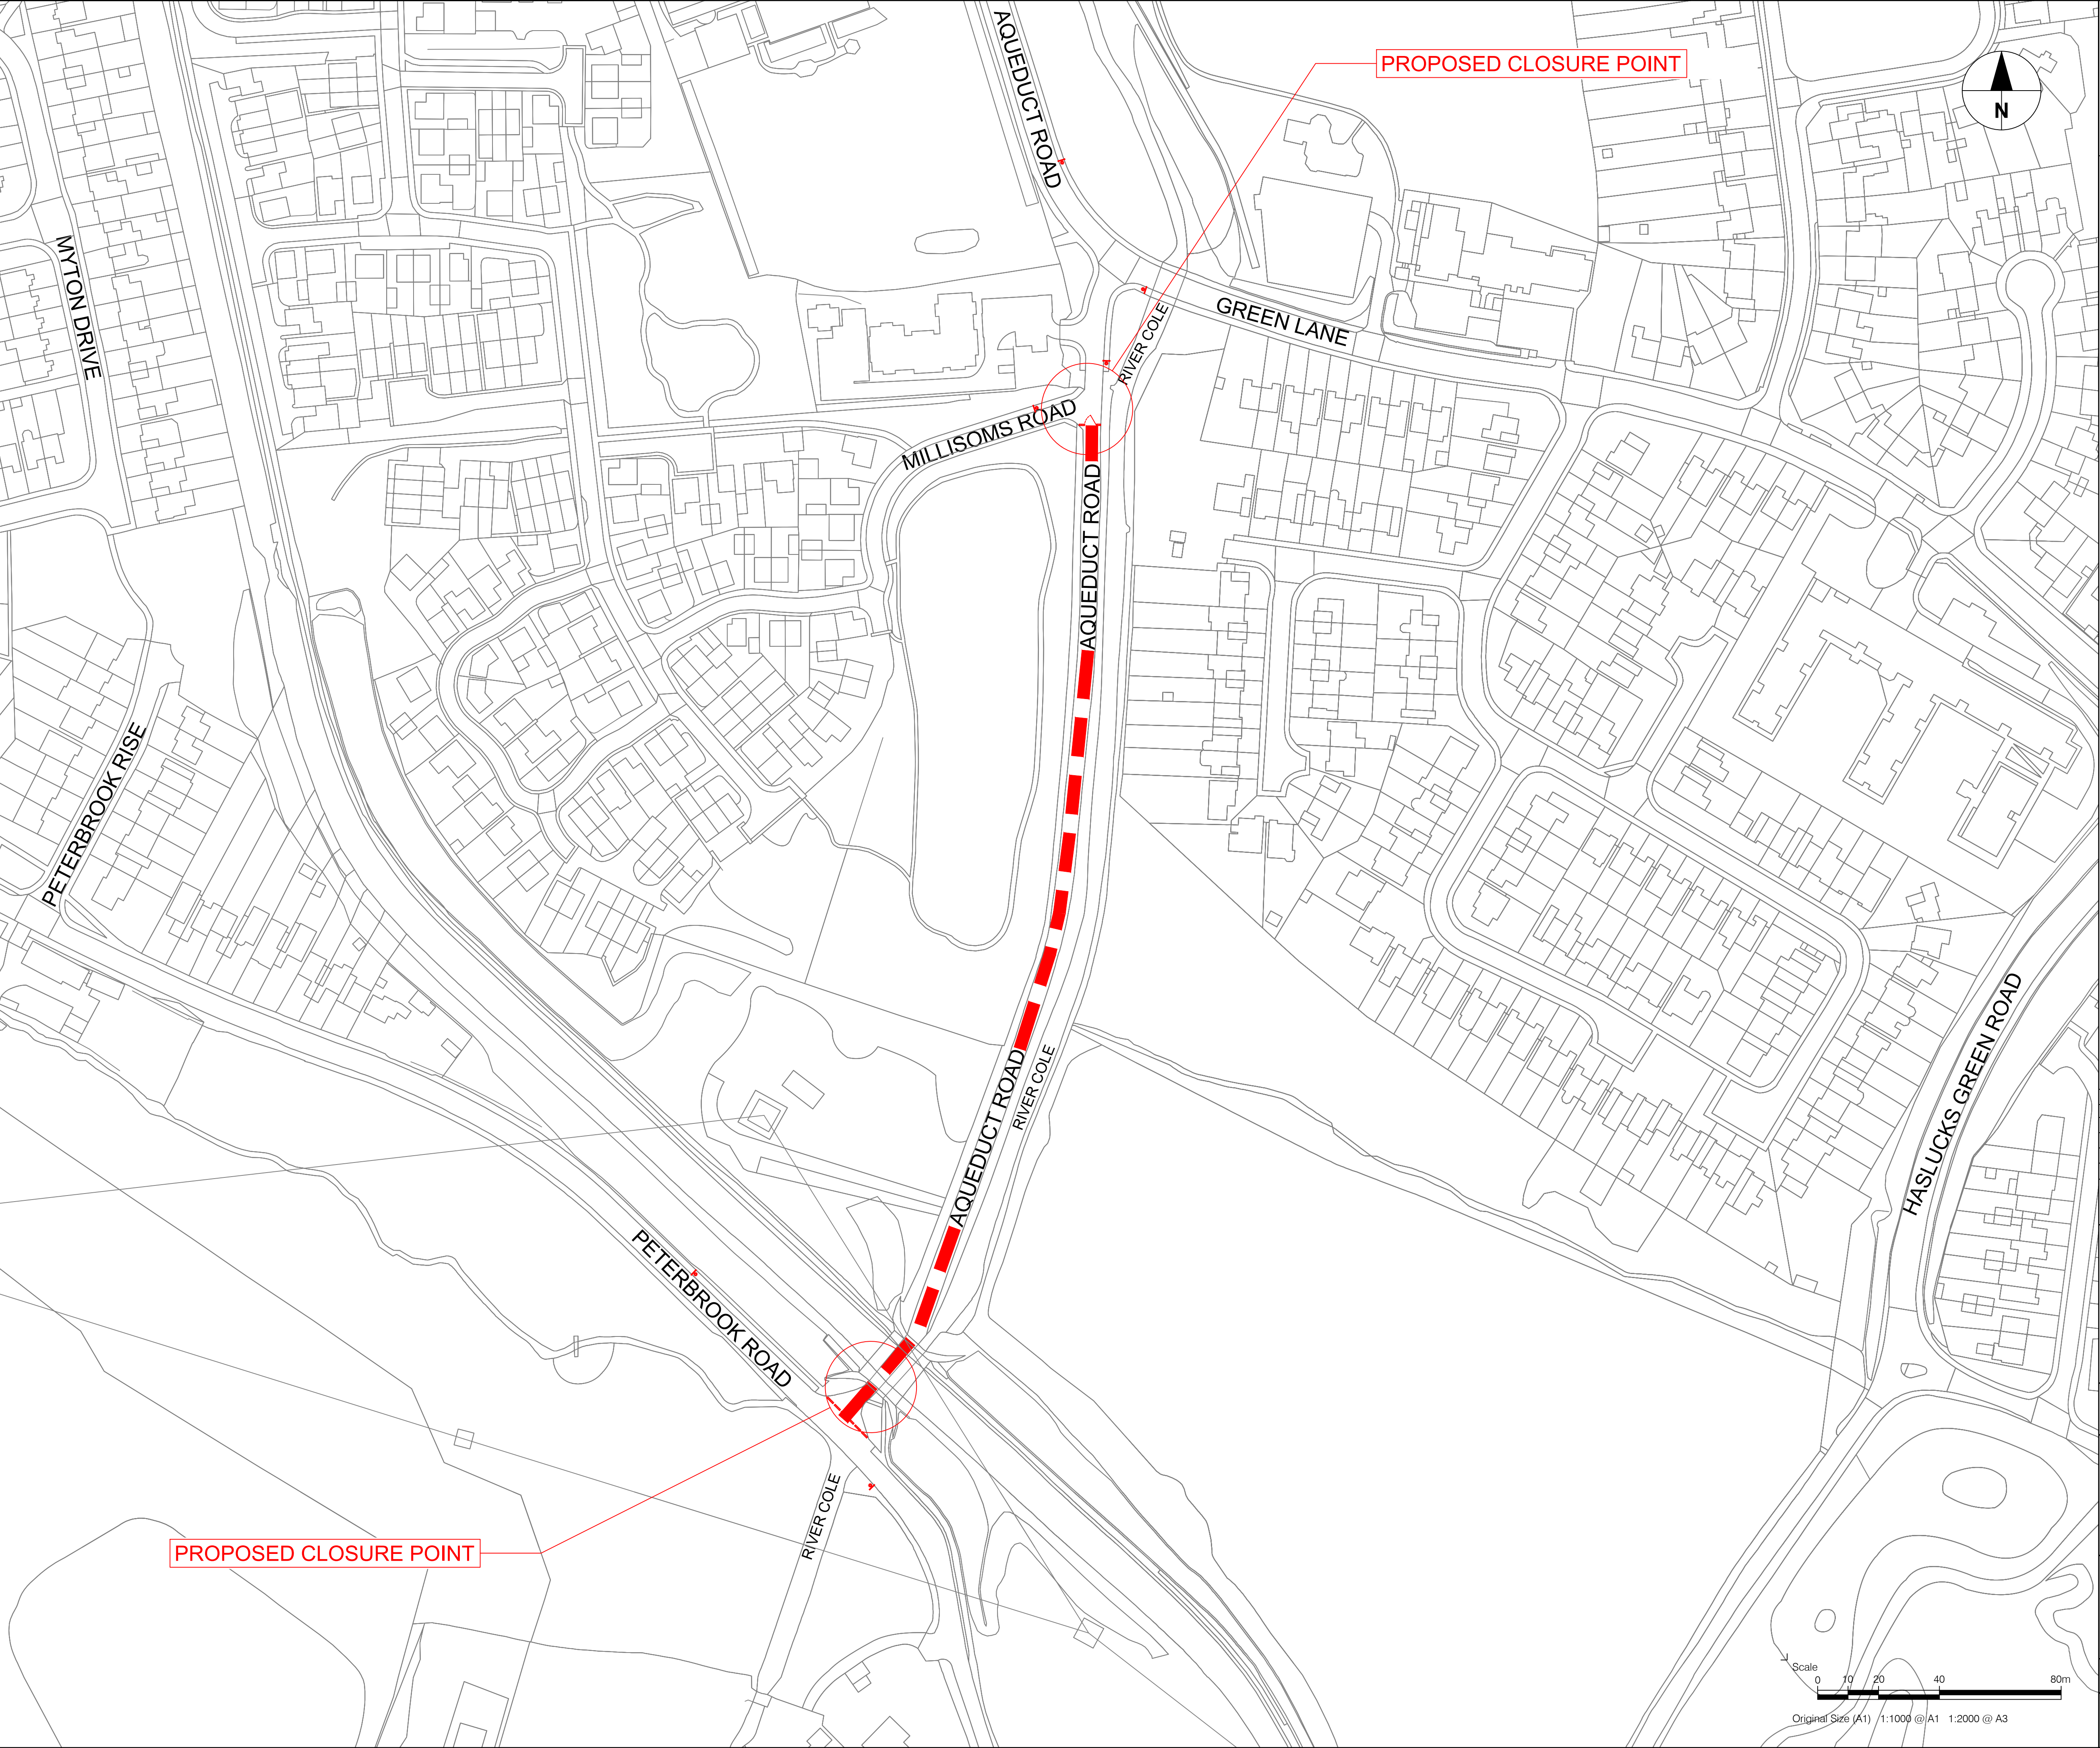 AQUEDUCT ROAD
PROPOSED CLOSURE POINT
N
MYTON DRIVE
GREEN LANE
RIVER COLE
MILLISOMS ROAD
AQUEDUCT ROAD
PETERBROOK RISE
HASLUCKS GREEN ROAD
AQUEDUCT ROAD
RIVER COLE
PETERBROOK ROAD
RIVER COLE
PROPOSED CLOSURE POINT
Scale
0 10 20 40 80m
Original Size (A1) 1:1000 @ A1 1:2000 @ A3